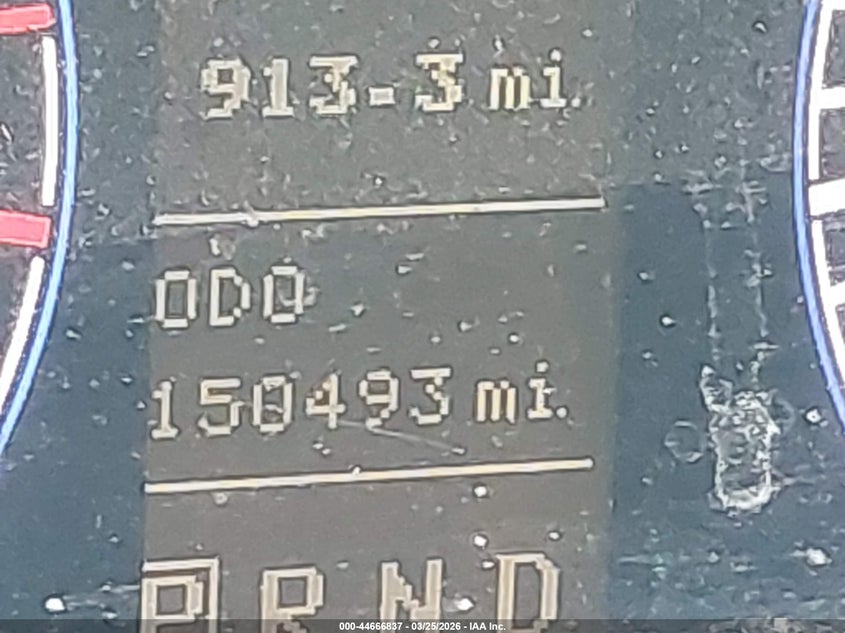 913.3 mi.
ODO
150493 mi.
P R N D
000-44666837 - 03/25/2026 - IAA Inc.